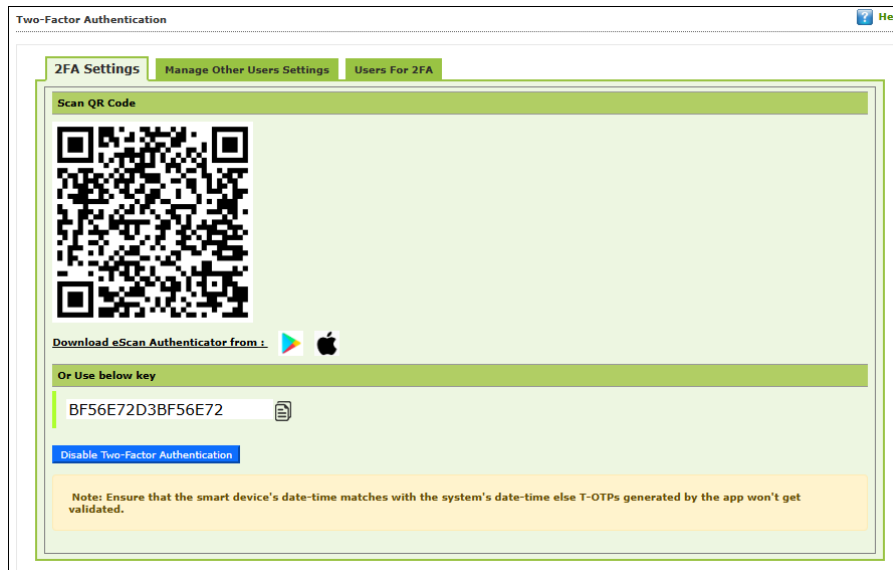 Two-Factor Authentication
2FA Settings
Manage Other Users Settings
Users For 2FA
Scan QR Code
Download eScan Authenticator from :
Or Use below key
BF56E72D3BF56E72
Disable Two-Factor Authentication
Note: Ensure that the smart device's date-time matches with the system's date-time else T-OTPs generated by the app won't get
validated.